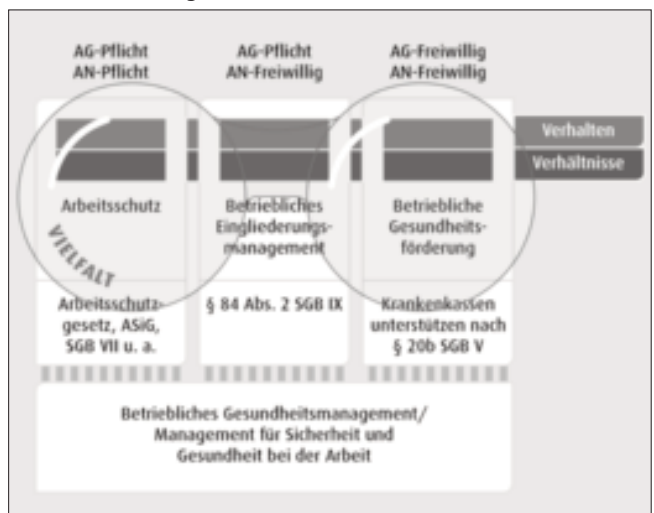 AG-Pflicht
AN-Pflicht
AG-Pflicht
AN-Freiwillig
AG-Freiwillig
AN-Freiwillig
Verhalten
Verhältnisse
Arbeitsschutz
Betriebliches
Eingliederungs-
management
Betriebliche
Gesundheits-
förderung
VIELFALT
Arbeitsschutz-
gesetz, ASiG,
SGB VII u. a.
§ 84 Abs. 2 SGB IX
Krankenkassen
unterstützen nach
§ 20b SGB V
Betriebliches Gesundheitsmanagement/
Management für Sicherheit und
Gesundheit bei der Arbeit